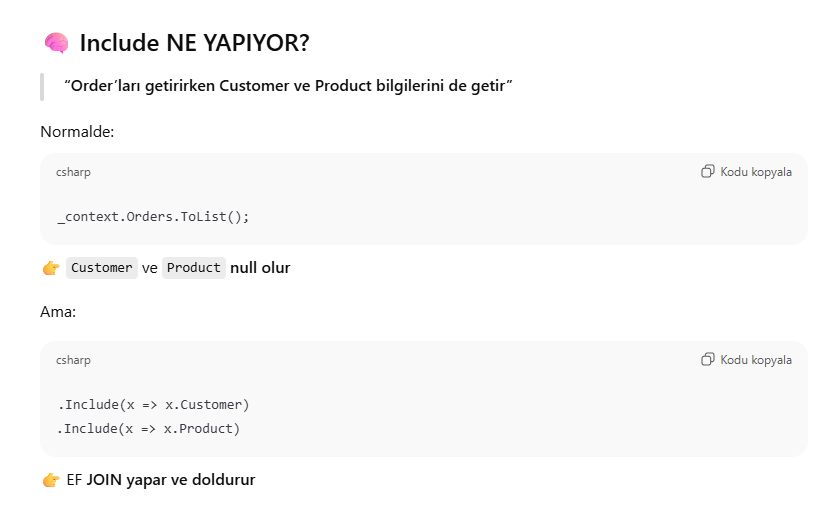 🧠 Include NE YAPIYOR?
“Order’ları getirirken Customer ve Product bilgilerini de getir”
Normalde:
csharp Kodu kopyala
_context.Orders.ToList();
👉 Customer ve Product null olur
Ama:
csharp Kodu kopyala
.Include(x => x.Customer)
.Include(x => x.Product)
👉 EF JOIN yapar ve doldurur